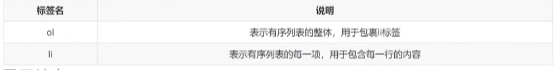 标签名 说明
ol 表示有序列表的整体，用于包裹li标签
li 表示有序列表的每一项，用于包含每一行的内容